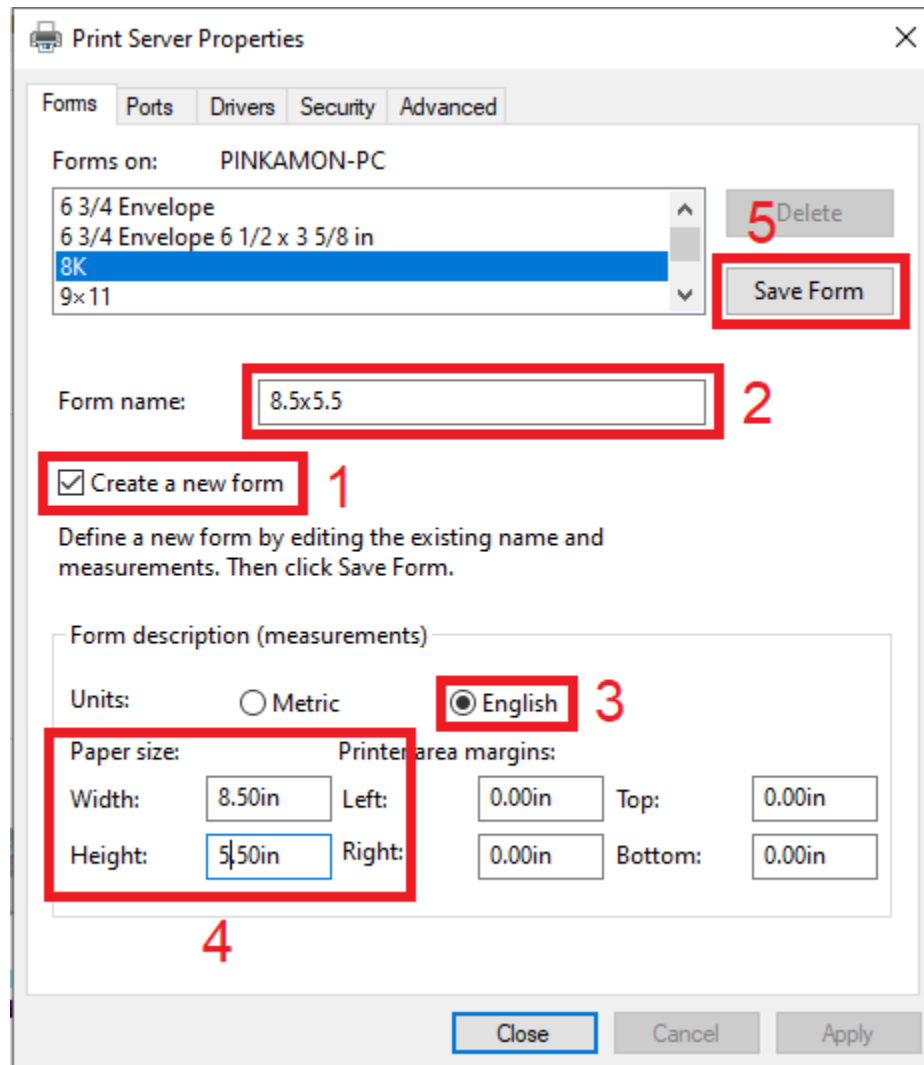 Print Server Properties
Forms Ports Drivers Security Advanced
Forms on: PINKAMON-PC
6 3/4 Envelope
6 3/4 Envelope 6 1/2 x 3 5/8 in
8K
9×11
5 Delete
Save Form
Form name: 8.5x5.5 2
Create a new form 1
Define a new form by editing the existing name and
measurements. Then click Save Form.
Form description (measurements)
Units: Metric English 3
Paper size: Printer area margins:
Width: 8.50in Left: 0.00in Top: 0.00in
Height: 5.50in Right: 0.00in Bottom: 0.00in
4
Close Cancel Apply